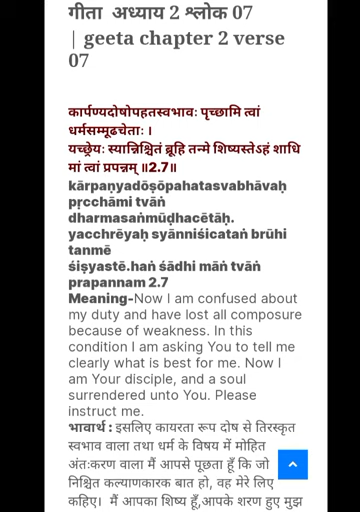 गीता अध्याय 2 श्लोक 07
| geeta chapter 2 verse
07
कार्पण्यदोषोपहतस्वभावः पृच्छामि त्वां
धर्मसम्मूढचेताः ।
यच्छ्रेयः स्यान्निश्चितं ब्रूहि तन्मे शिष्यस्तेऽहं शाधि
मां त्वां प्रपन्नम् ॥2.7॥
kārpaṇyadōṣōpahatasvabhāvaḥ
pṛcchāmi tvāṅ
dharmasaṅmūḍhacētāḥ.
yacchrēyaḥ syānniśicataṅ brūhi
tanmē
śiṣyastē.haṅ śādhi māṅ tvāṅ
prapannam 2.7
Meaning-Now I am confused about
my duty and have lost all composure
because of weakness. In this
condition I am asking You to tell me
clearly what is best for me. Now I
am Your disciple, and a soul
surrendered unto You. Please
instruct me.
भावार्थ : इसलिए कायरता रूप दोष से तिरस्कृत
स्वभाव वाला तथा धर्म के विषय में मोहित
अंत:करण वाला मैं आपसे पूछता हूँ कि जो
निश्चित कल्याणकारक बात हो, वह मेरे लिए
कहिए। मैं आपका शिष्य हूँ,आपके शरण हुए मुझ